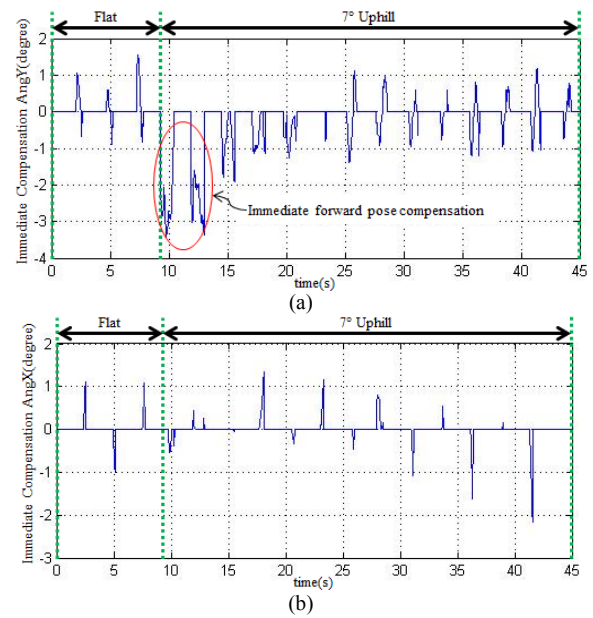 Flat 7° Uphill
Immediate Compensation AngY(degree)
2
1
0
-1
-2
-3
-4
Immediate forward pose compensation
0 5 10 15 20 25 30 35 40 45
time(s)
(a)
Flat 7° Uphill
Immediate Compensation AngX(degree)
2
1
0
-1
-2
-3
0 5 10 15 20 25 30 35 40 45
time(s)
(b)